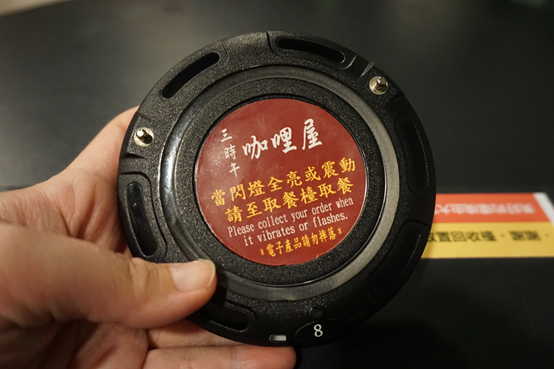 三時午
咖哩屋
當閃燈全亮或震動
請至取餐檯取餐
Please collect your order when
it vibrates or flashes.
※電子產品請勿摔落※
8